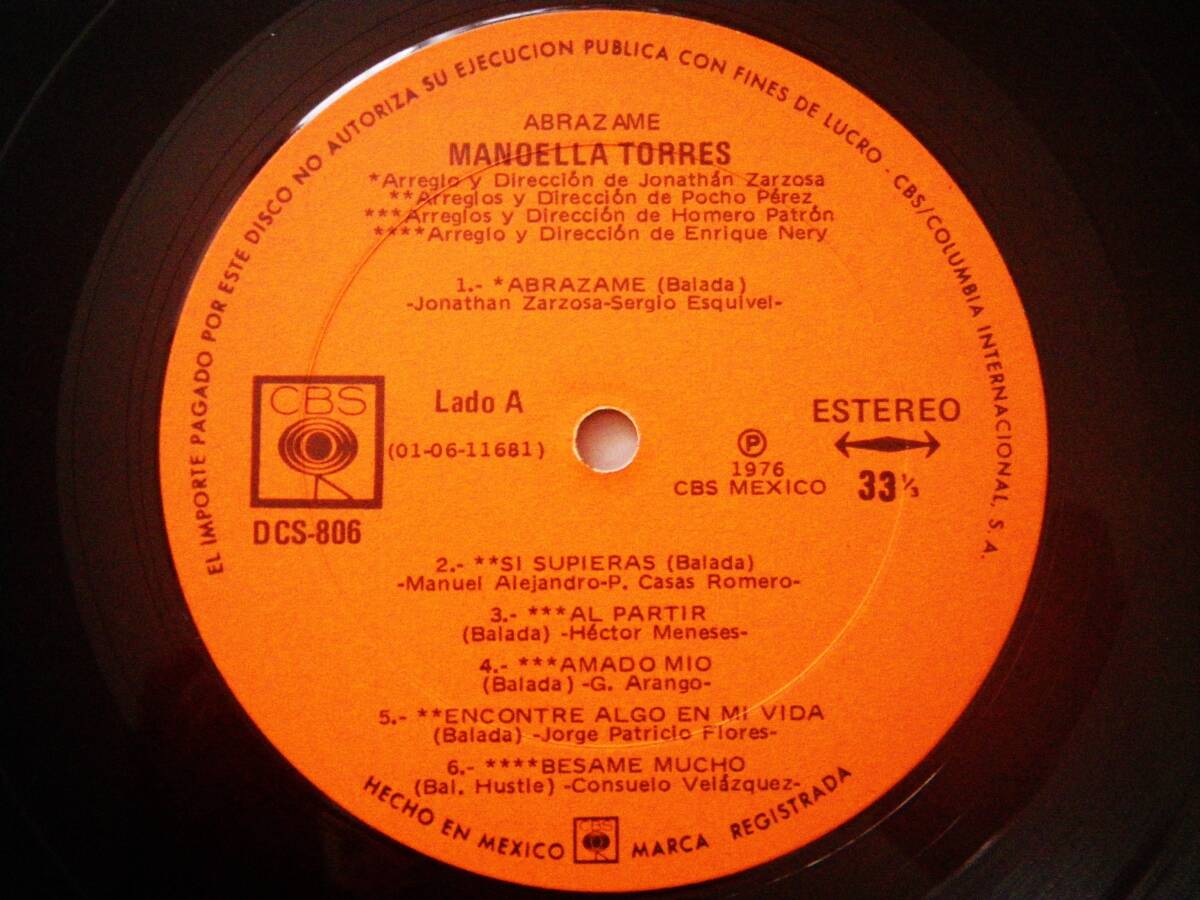 EL IMPORTE PAGADO POR ESTE DISCO NO AUTORIZA SU EJECUCION PUBLICA CON FINES DE LUCRO - CBS/COLUMBIA INTERNACIONAL, S. A.
ABRAZAME
MANOELLA TORRES
*Arreglo y Dirección de Jonathán Zarzosa
**Arreglos y Dirección de Pocho Pérez
***Arreglos y Dirección de Homero Patrón
****Arreglo y Dirección de Enrique Nery
1.- *ABRAZAME (Balada)
-Jonathan Zarzosa-Sergio Esquivel-
CBS
Lado A
(01-06-11681)
DCS-806
ESTEREO
℗
1976
CBS MEXICO
33 ⅓
2.- **SI SUPIERAS (Balada)
-Manuel Alejandro-P. Casas Romero-
3.- ***AL PARTIR
(Balada) -Héctor Meneses-
4.- ***AMADO MIO
(Balada) -G. Arango-
5.- **ENCONTRE ALGO EN MI VIDA
(Balada) -Jorge Patricio Flores-
6.- ****BESAME MUCHO
(Bal. Hustle) -Consuelo Velázquez-
HECHO EN MEXICO CBS MARCA REGISTRADA